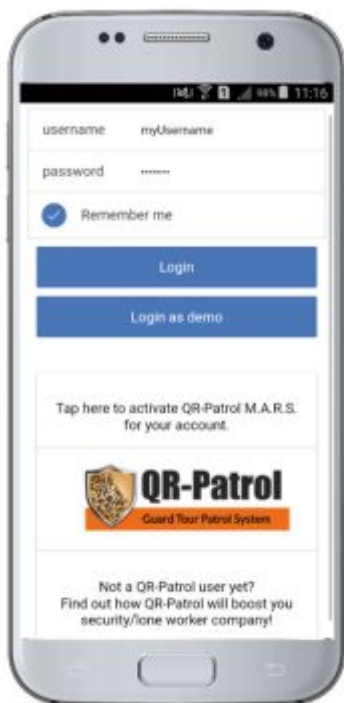 98% 11:16
username myUsername
password ········
Remember me
Login
Login as demo
Tap here to activate QR-Patrol M.A.R.S.
for your account.
QR-Patrol
Guard Tour Patrol System
Not a QR-Patrol user yet?
Find out how QR-Patrol will boost you
security/lone worker company!